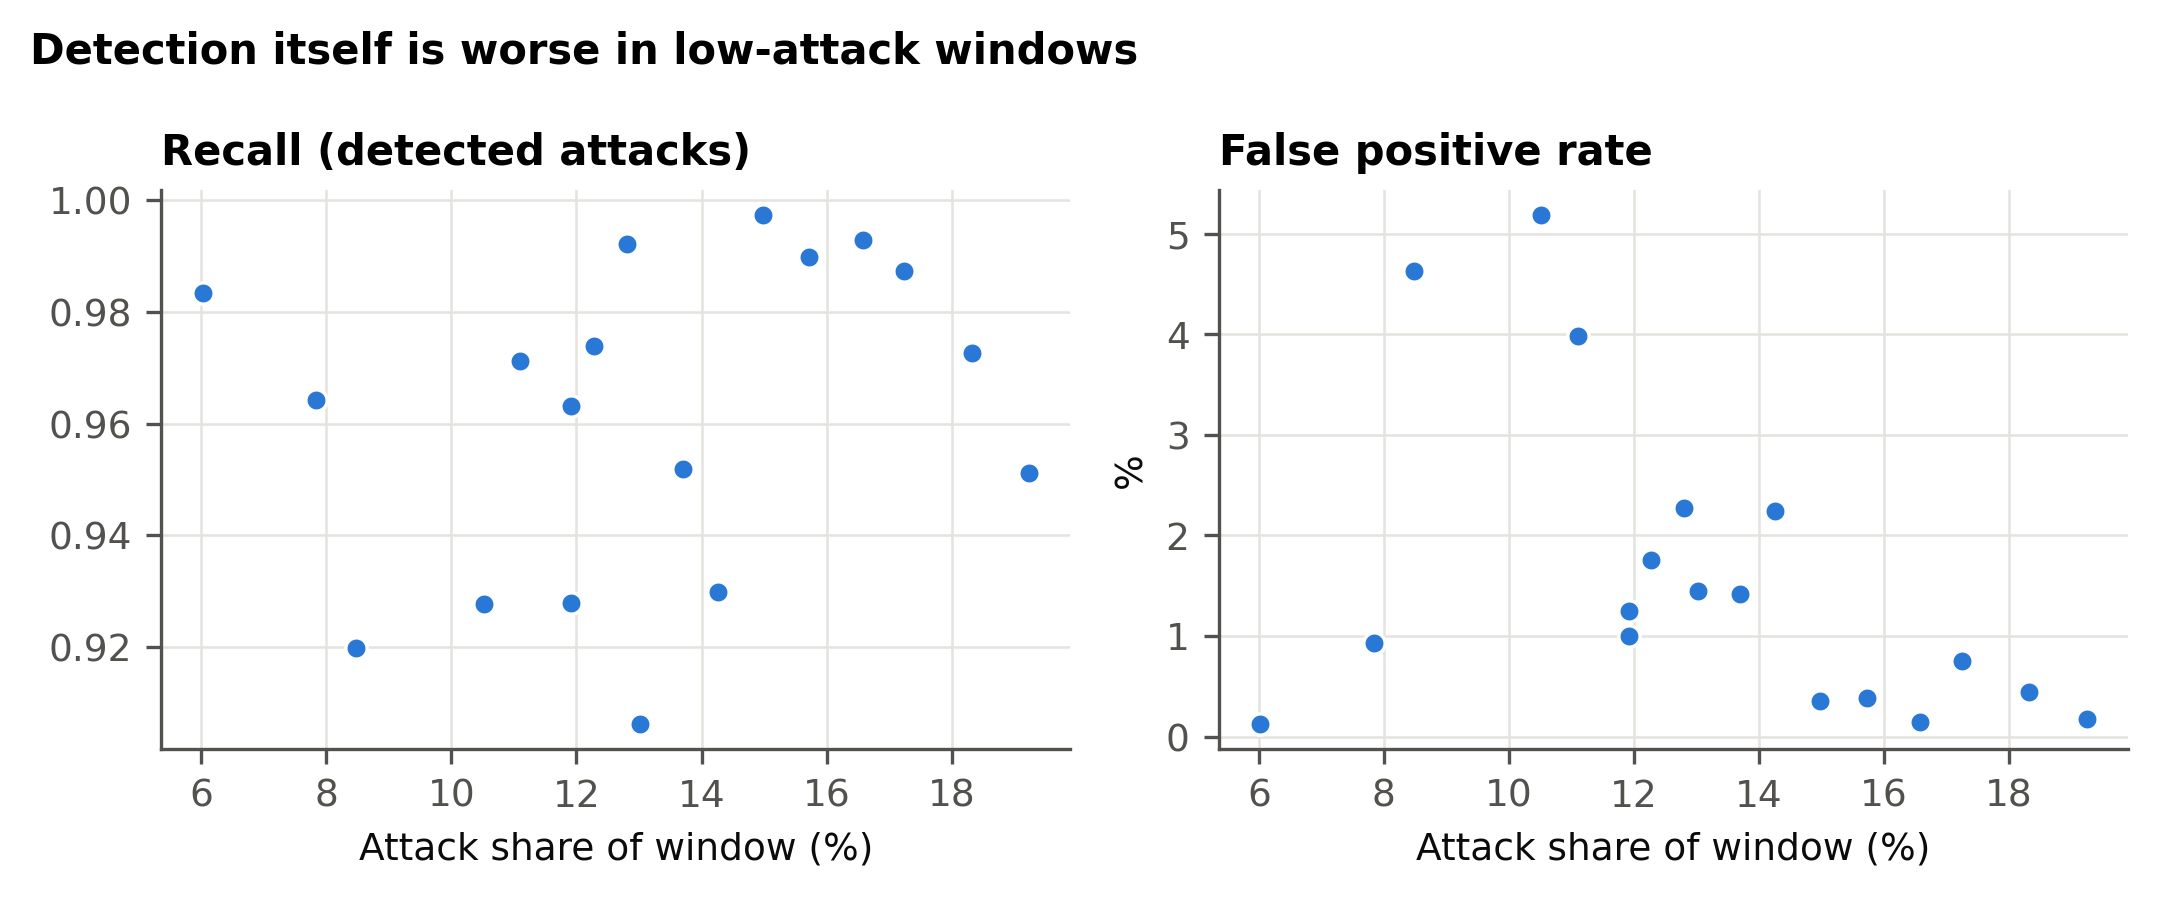 Detection itself is worse in low-attack windows
Recall (detected attacks)
1.00
0.98
0.96
0.94
0.92
6 8 10 12 14 16 18
Attack share of window (%)
False positive rate
%
5
4
3
2
1
0
6 8 10 12 14 16 18
Attack share of window (%)